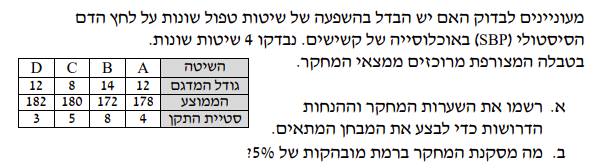 מעוניינים לבדוק האם יש הבדל בהשפעה של שיטות טפול שונות על לחץ הדם
הסיסטולי (SBP) באוכלוסייה של קשישים. נבדקו 4 שיטות שונות.
בטבלה המצורפת מרוכזים ממצאי המחקר.
השיטה A B C D
גודל המדגם 12 14 8 12
הממוצע 178 172 180 182
סטיית התקן 4 8 5 3
א. רשמו את השערות המחקר וההנחות
הדרושות כדי לבצע את המבחן המתאים.
ב. מה מסקנת המחקר ברמת מובהקות של 5%?